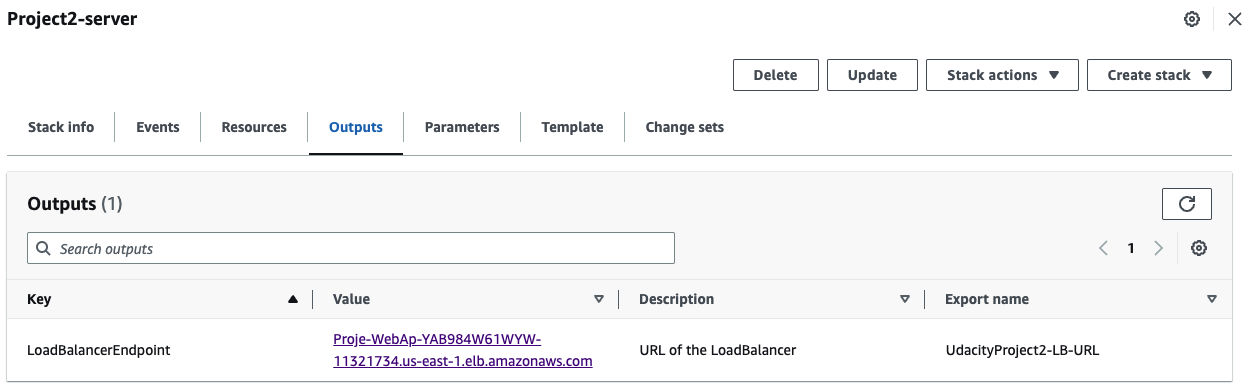 Project2-server
Delete
Update
Stack actions
Create stack
Stack info
Events
Resources
Outputs
Parameters
Template
Change sets
Outputs (1)
Search outputs
1
Key
Value
Description
Export name
LoadBalancerEndpoint
Proje-WebAp-YAB984W61WYW-
11321734.us-east-1.elb.amazonaws.com
URL of the LoadBalancer
UdacityProject2-LB-URL